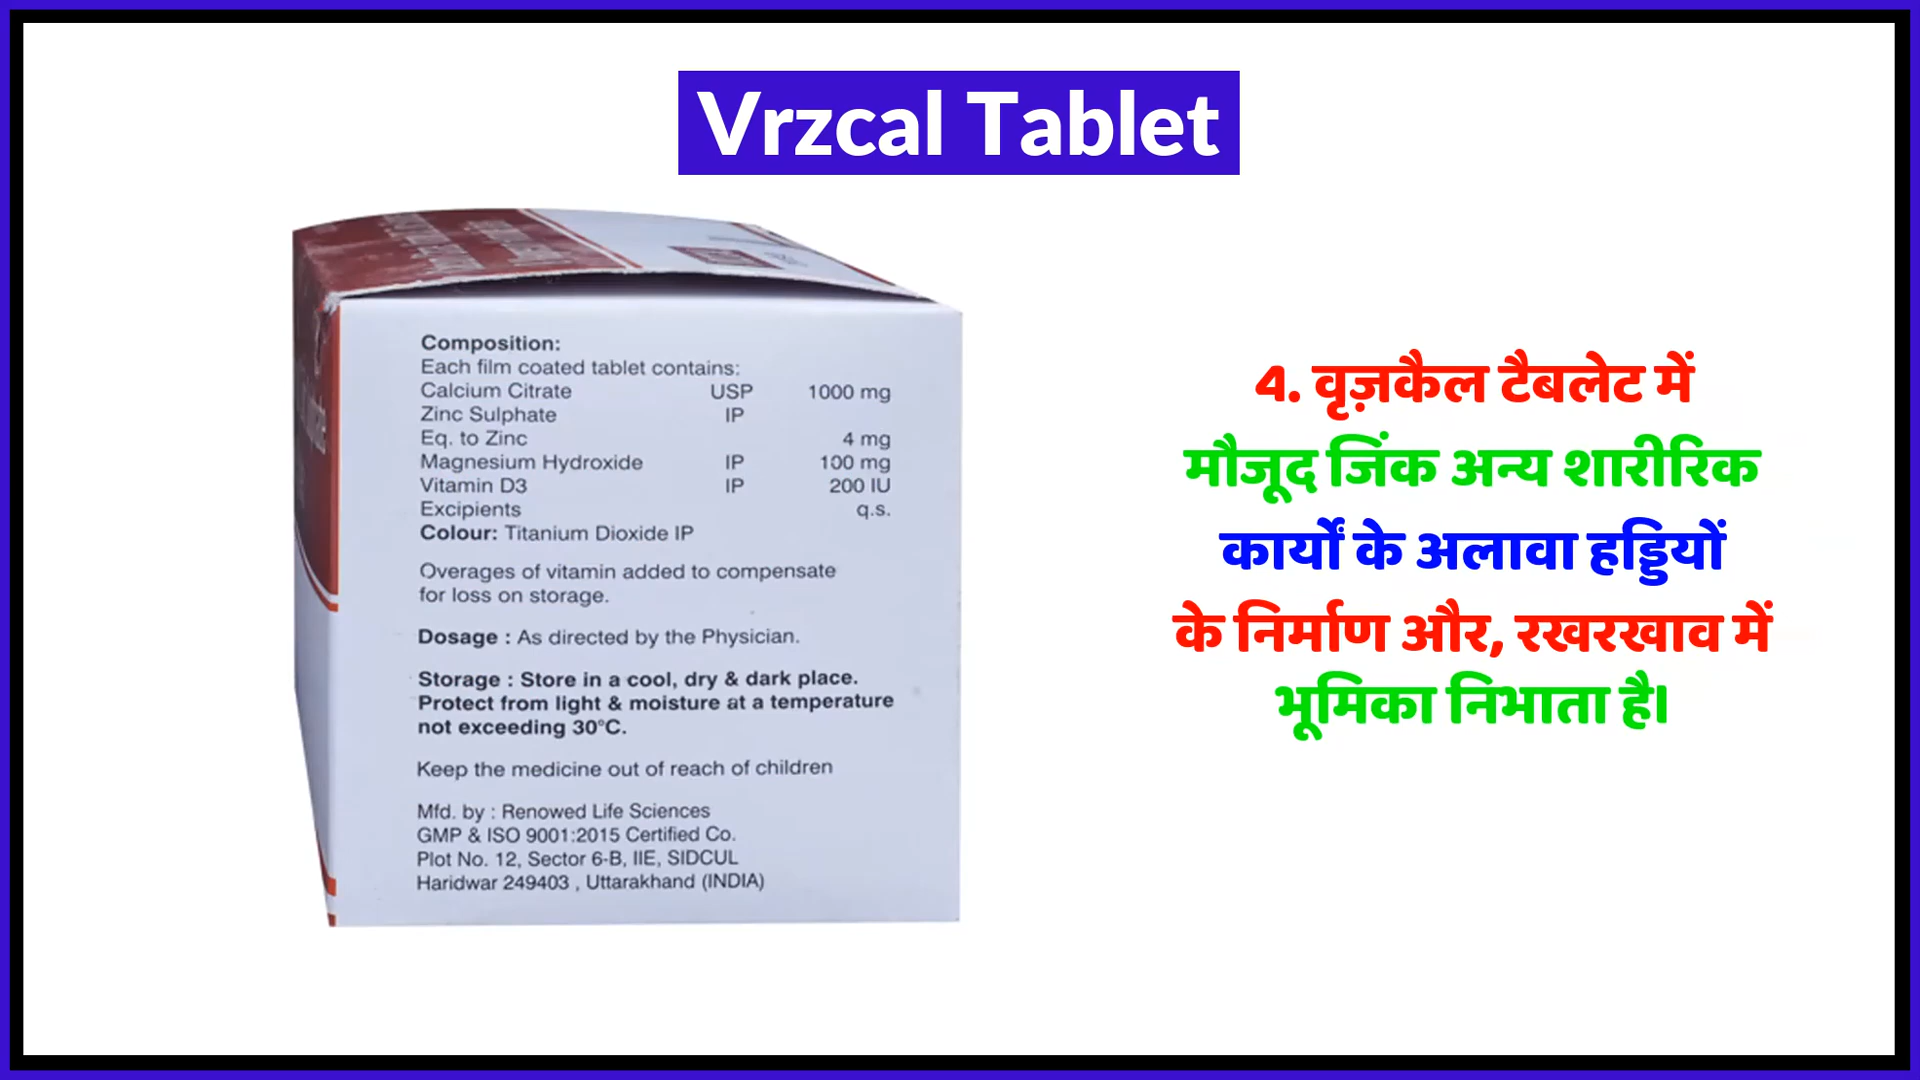 Vrzcal Tablet
Composition:
Each film coated tablet contains:
Calcium Citrate USP 1000 mg
Zinc Sulphate IP
Eq. to Zinc 4 mg
Magnesium Hydroxide IP 100 mg
Vitamin D3 IP 200 IU
Excipients q.s.
Colour: Titanium Dioxide IP
Overages of vitamin added to compensate
for loss on storage.
Dosage : As directed by the Physician.
Storage : Store in a cool, dry & dark place.
Protect from light & moisture at a temperature
not exceeding 30°C.
Keep the medicine out of reach of children
Mfd. by : Renowed Life Sciences
GMP & ISO 9001:2015 Certified Co.
Plot No. 12, Sector 6-B, IIE, SIDCUL
Haridwar 249403 , Uttarakhand (INDIA)
4. वृज़कैल टैबलेट में
मौजूद जिंक अन्य शारीरिक
कार्यों के अलावा हड्डियों
के निर्माण और, रखरखाव में
भूमिका निभाता है।